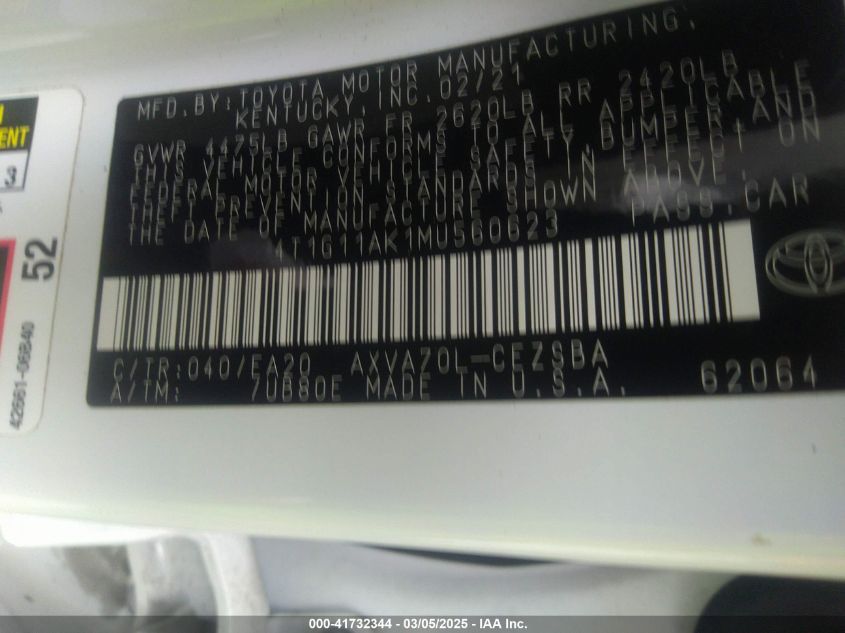 MFD. BY: TOYOTA MOTOR MANUFACTURING,
KENTUCKY, INC. 02/21
GVWR 4475LB GAWR FR 2620LB RR 2420LB
THIS VEHICLE CONFORMS TO ALL APPLICABLE
FEDERAL MOTOR VEHICLE SAFETY, BUMPER, AND
THEFT PREVENTION STANDARDS IN EFFECT ON
THE DATE OF MANUFACTURE SHOWN ABOVE.
4T1G11AK1MU560623 PASS. CAR
C/TR: 040/EA20 AXVA70L-CEZSBA
A/TM: 7UB80E MADE IN U.S.A. 62064
3
52
42661-06B40
000-41732344 — 03/05/2025 — IAA Inc.